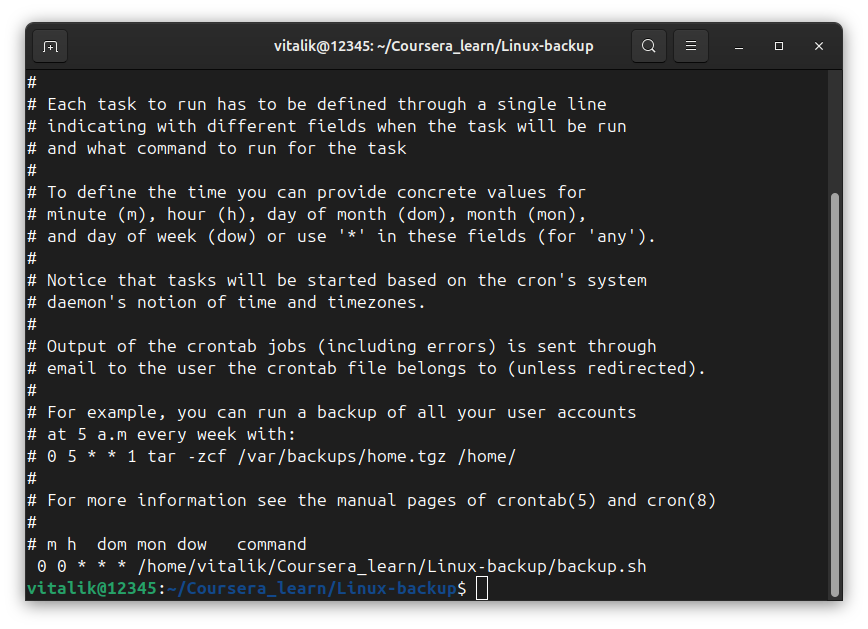 vitalik@12345: ~/Coursera_learn/Linux-backup
#
# Each task to run has to be defined through a single line
# indicating with different fields when the task will be run
# and what command to run for the task
#
# To define the time you can provide concrete values for
# minute (m), hour (h), day of month (dom), month (mon),
# and day of week (dow) or use '*' in these fields (for 'any').
#
# Notice that tasks will be started based on the cron's system
# daemon's notion of time and timezones.
#
# Output of the crontab jobs (including errors) is sent through
# email to the user the crontab file belongs to (unless redirected).
#
# For example, you can run a backup of all your user accounts
# at 5 a.m every week with:
# 0 5 * * 1 tar -zcf /var/backups/home.tgz /home/
#
# For more information see the manual pages of crontab(5) and cron(8)
#
# m h  dom mon dow   command
 0 0 * * * /home/vitalik/Coursera_learn/Linux-backup/backup.sh
vitalik@12345:~/Coursera_learn/Linux-backup$